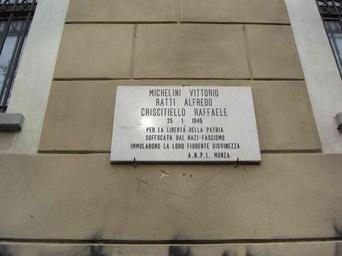 MICHELINI VITTORIO
RATTI ALFREDO
CRISCITIELLO RAFFAELE
25 1 1945
PER LA LIBERTÀ DELLA PATRIA
SOFFOCATA DAL NAZI-FASCISMO
IMMOLARONO LA LORO FIORENTE GIOVINEZZA
A.N.P.I. MONZA